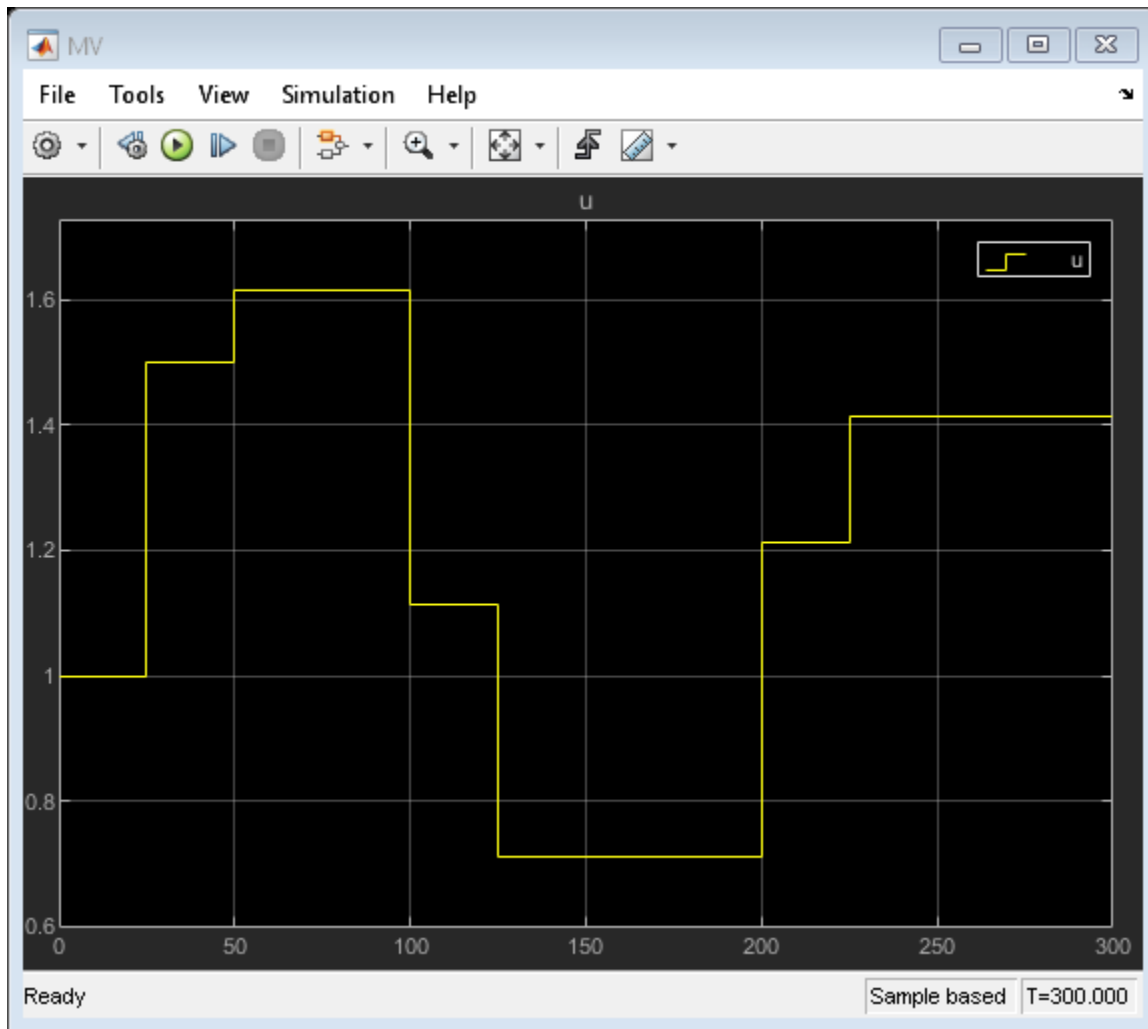 MV
File Tools View Simulation Help
u
u
1.6
1.4
1.2
1
0.8
0.6
0 50 100 150 200 250 300
Ready Sample based T=300.000